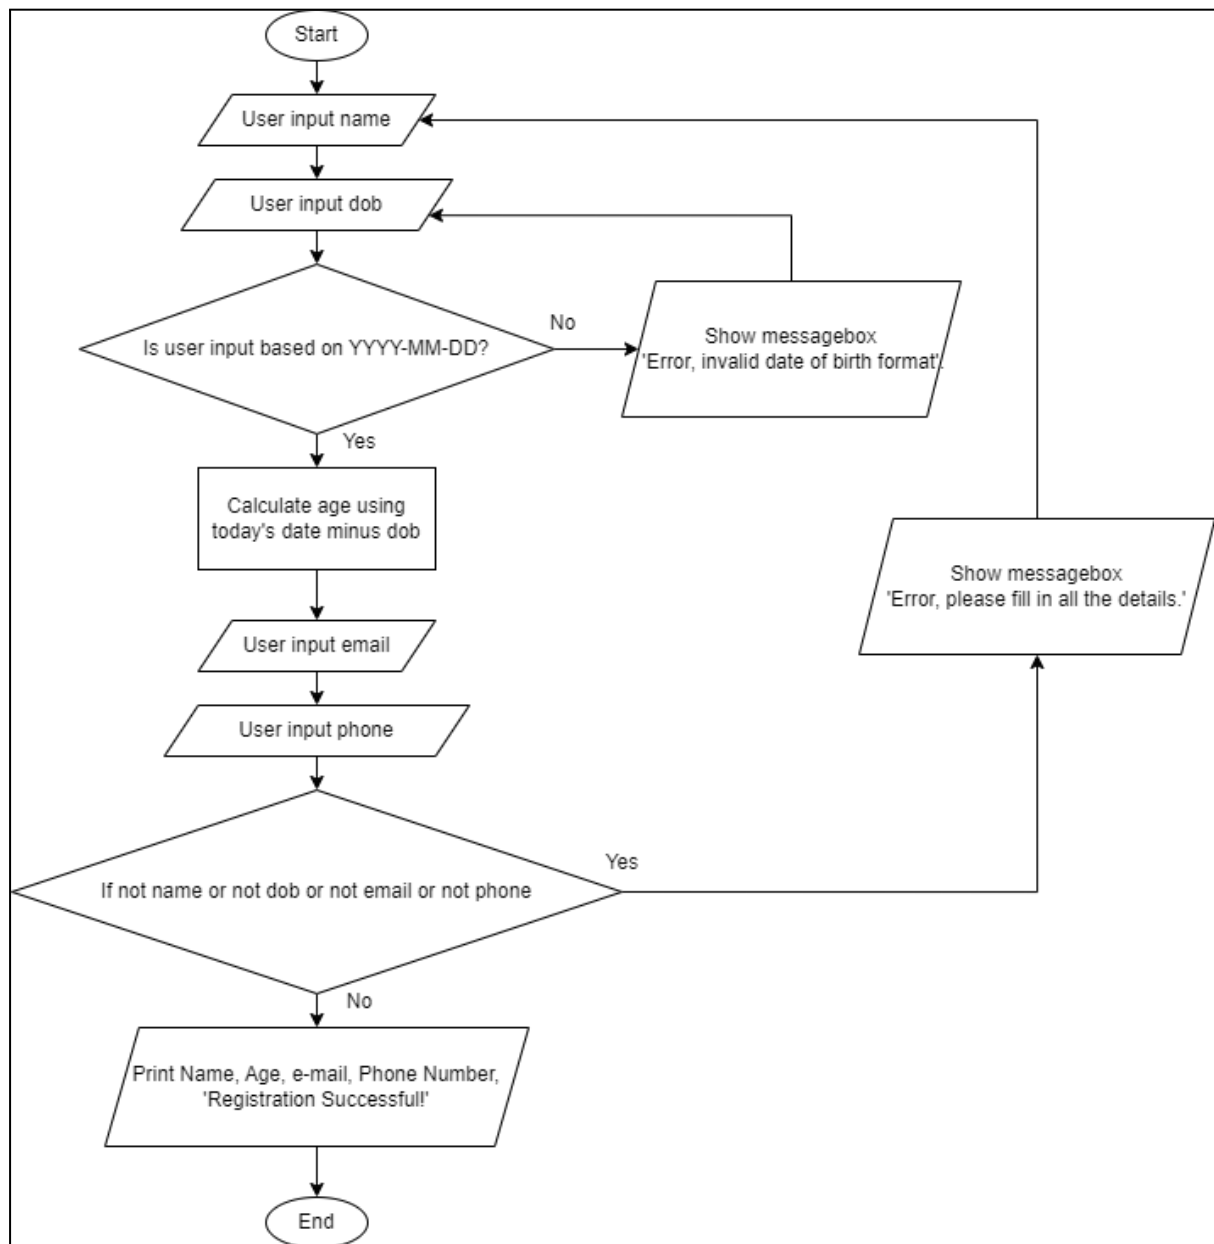 Start
User input name
User input dob
Is user input based on YYYY-MM-DD?
No
Show messagebox
'Error, invalid date of birth format'.
Yes
Calculate age using
today's date minus dob
Show messagebox
'Error, please fill in all the details.'
User input email
User input phone
Yes
If not name or not dob or not email or not phone
No
Print Name, Age, e-mail, Phone Number,
'Registration Successful!'
End